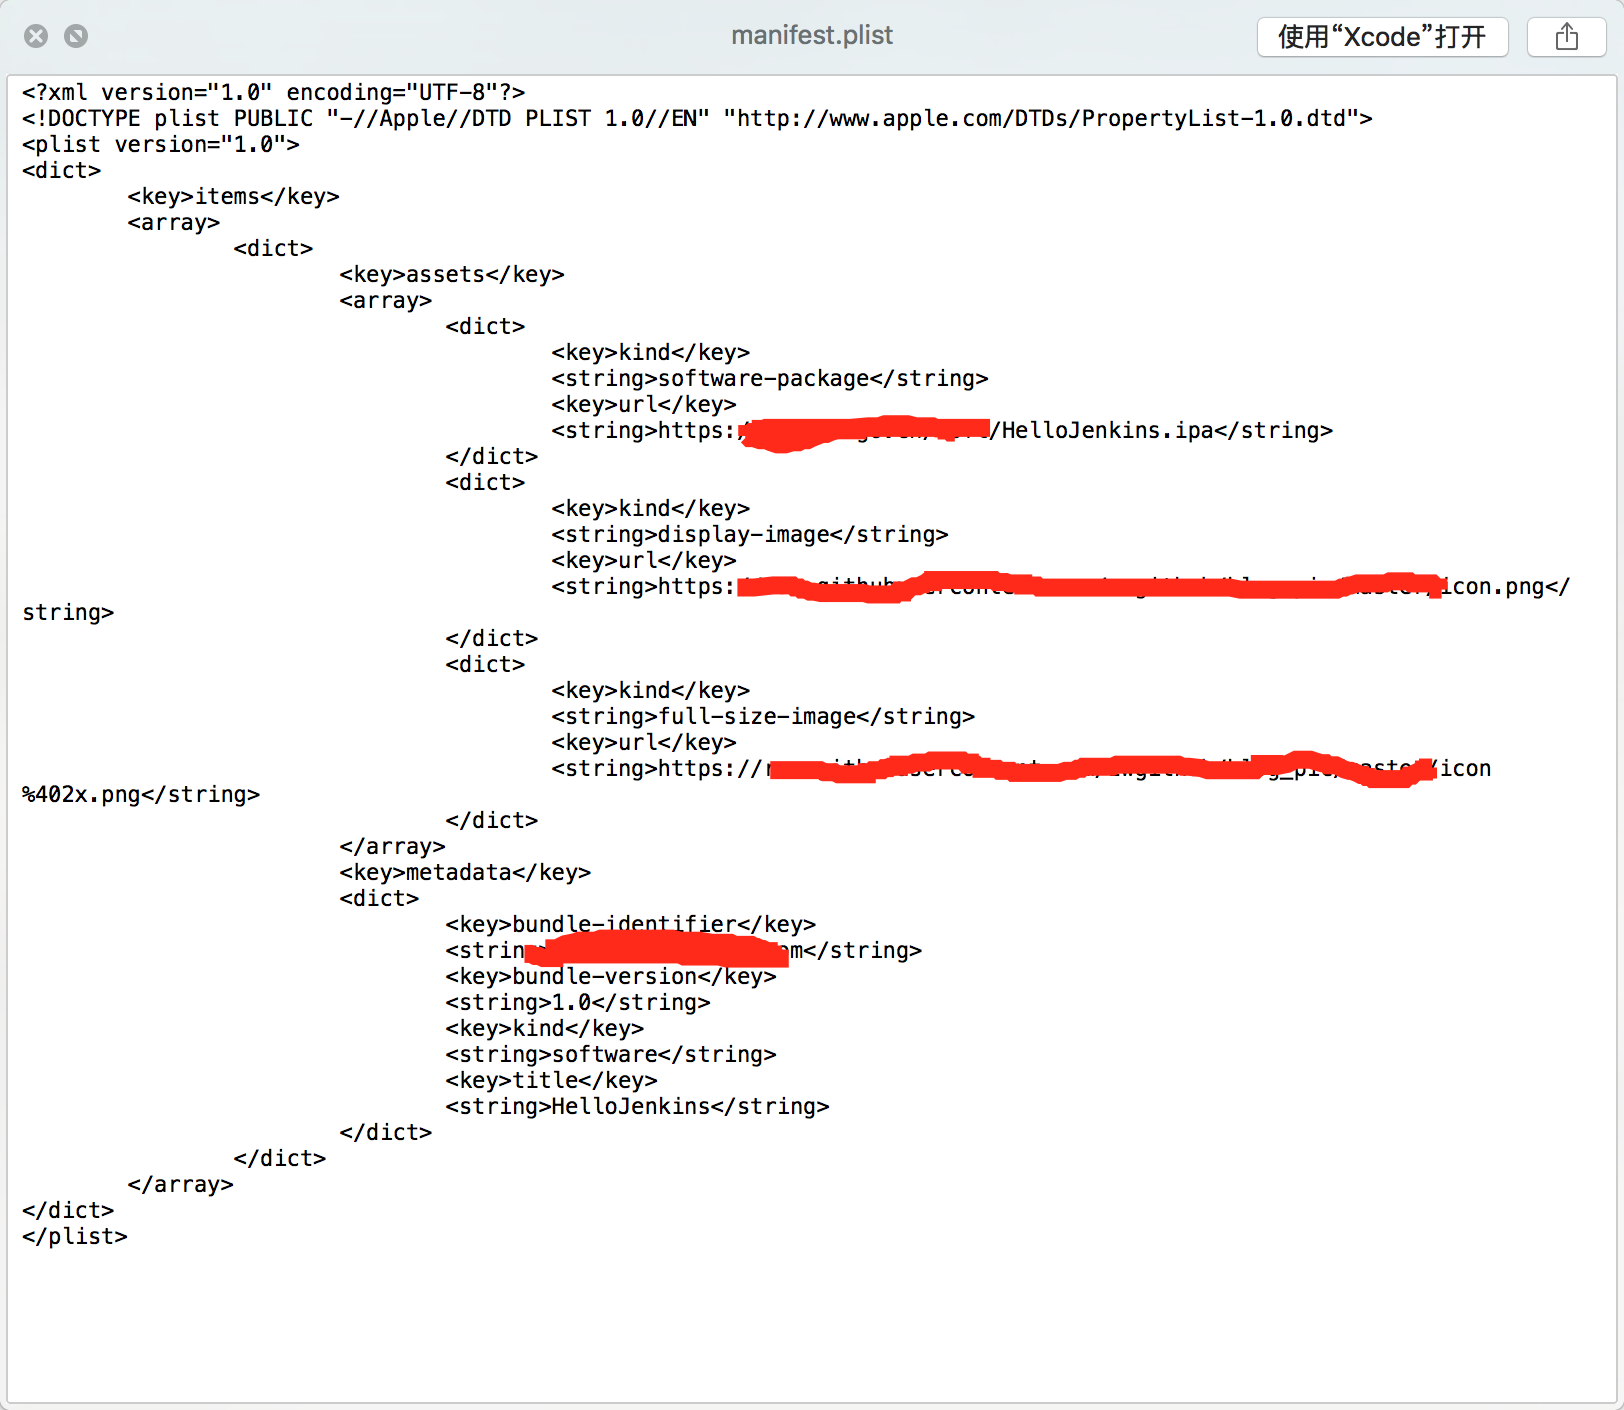 manifest.plist
使用“Xcode”打开
<?xml version="1.0" encoding="UTF-8"?>
<!DOCTYPE plist PUBLIC "-//Apple//DTD PLIST 1.0//EN" "http://www.apple.com/DTDs/PropertyList-1.0.dtd">
<plist version="1.0">
<dict>
<key>items</key>
<array>
<dict>
<key>assets</key>
<array>
<dict>
<key>kind</key>
<string>software-package</string>
<key>url</key>
<string>https: /HelloJenkins.ipa</string>
</dict>
<dict>
<key>kind</key>
<string>display-image</string>
<key>url</key>
<string>https: icon.png</
string>
</dict>
<dict>
<key>kind</key>
<string>full-size-image</string>
<key>url</key>
<string>https:// /icon
%402x.png</string>
</dict>
</array>
<key>metadata</key>
<dict>
<key>bundle-identifier</key>
<string m</string>
<key>bundle-version</key>
<string>1.0</string>
<key>kind</key>
<string>software</string>
<key>title</key>
<string>HelloJenkins</string>
</dict>
</dict>
</array>
</dict>
</plist>